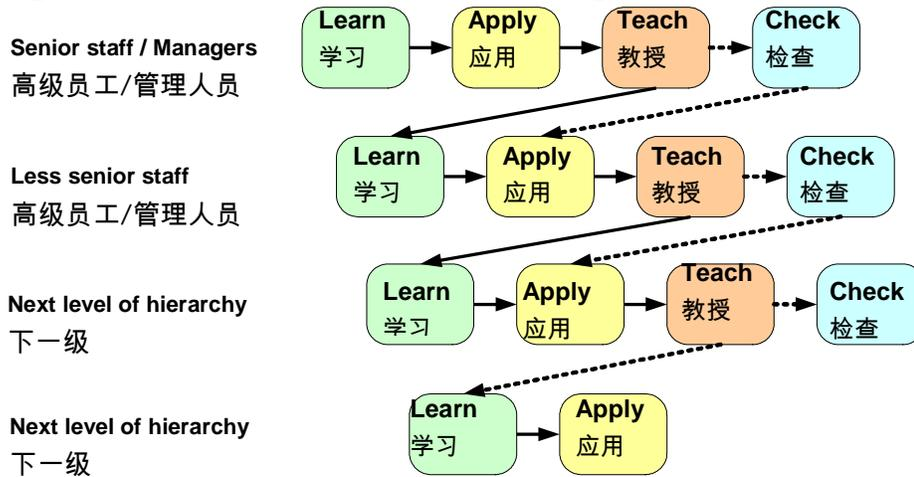 Senior staff / Managers
高级员工/管理人员
Learn
学习
Apply
应用
Teach
教授
Check
检查
Less senior staff
高级员工/管理人员
Learn
学习
Apply
应用
Teach
教授
Check
检查
Next level of hierarchy
下一级
Learn
学习
Apply
应用
Teach
教授
Check
检查
Next level of hierarchy
下一级
Learn
学习
Apply
应用